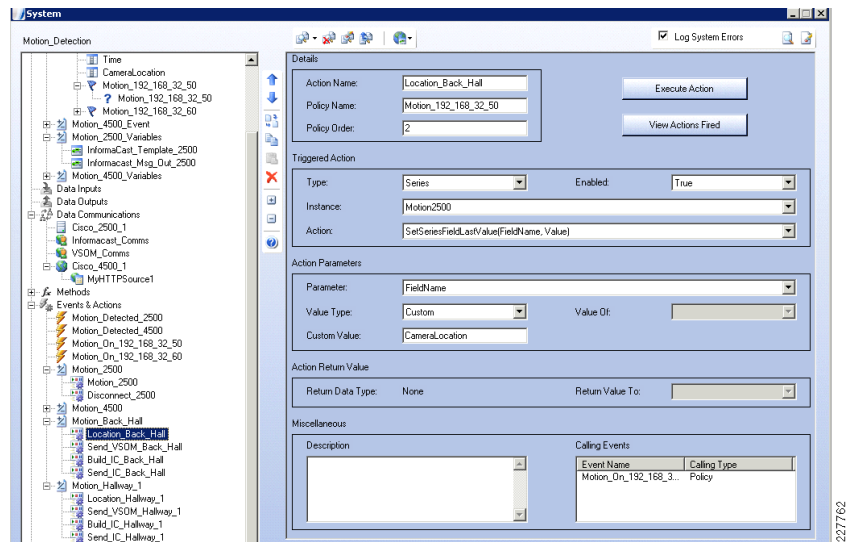 System
Motion_Detection
Log System Errors
Time
CameraLocation
Motion_192_168_32_50
? Motion_192_168_32_50
Motion_192_168_32_60
Motion_4500_Event
Motion_2500_Variables
InformaCast_Template_2500
Informacast_Msg_Out_2500
Motion_4500_Variables
Data Inputs
Data Outputs
Data Communications
Cisco_2500_1
Informacast_Comms
VSOM_Comms
Cisco_4500_1
MyHTTPSource1
fx Methods
Events & Actions
Motion_Detected_2500
Motion_Detected_4500
Motion_On_192_168_32_50
Motion_On_192_168_32_60
Motion_2500
Motion_2500
Disconnect_2500
Motion_4500
Motion_Back_Hall
Location_Back_Hall
Send_VSOM_Back_Hall
Build_IC_Back_Hall
Send_IC_Back_Hall
Motion_Hallway_1
Location_Hallway_1
Send_VSOM_Hallway_1
Build_IC_Hallway_1
Send_IC_Hallway_1
Details
Action Name: Location_Back_Hall
Policy Name: Motion_192_168_32_50
Policy Order: 2
Execute Action
View Actions Fired
Triggered Action
Type: Series Enabled: True
Instance: Motion2500
Action: SetSeriesFieldLastValue(FieldName, Value)
Action Parameters
Parameter: FieldName
Value Type: Custom Value Of:
Custom Value: CameraLocation
Action Return Value
Return Data Type: None Return Value To:
Miscellaneous
Description
Calling Events
Event Name Calling Type
Motion_On_192_168_3... Policy
227762